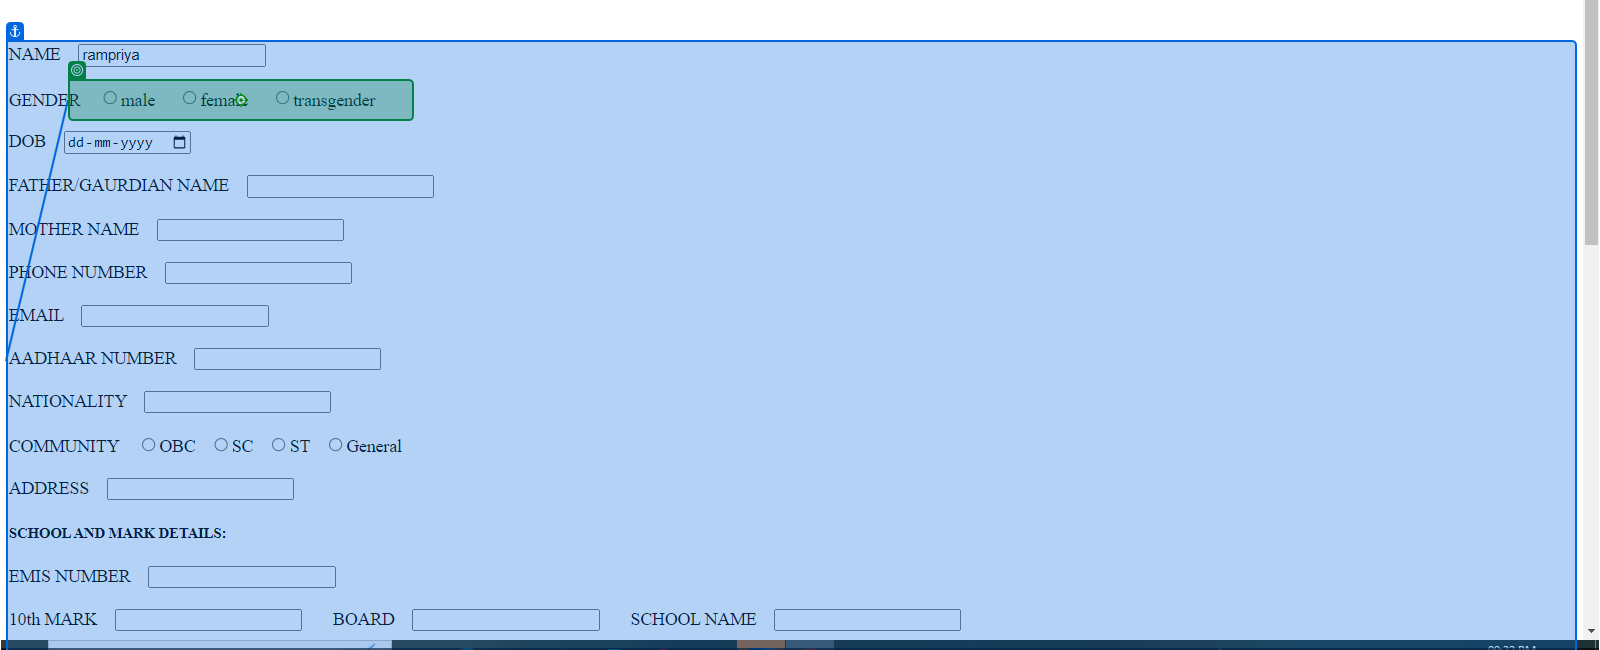 NAME rampriya
GENDER male female transgender
DOB dd-mm-yyyy
FATHER/GAURDIAN NAME
MOTHER NAME
PHONE NUMBER
EMAIL
AADHAAR NUMBER
NATIONALITY
COMMUNITY OBC SC ST General
ADDRESS
SCHOOL AND MARK DETAILS:
EMIS NUMBER
10th MARK BOARD SCHOOL NAME